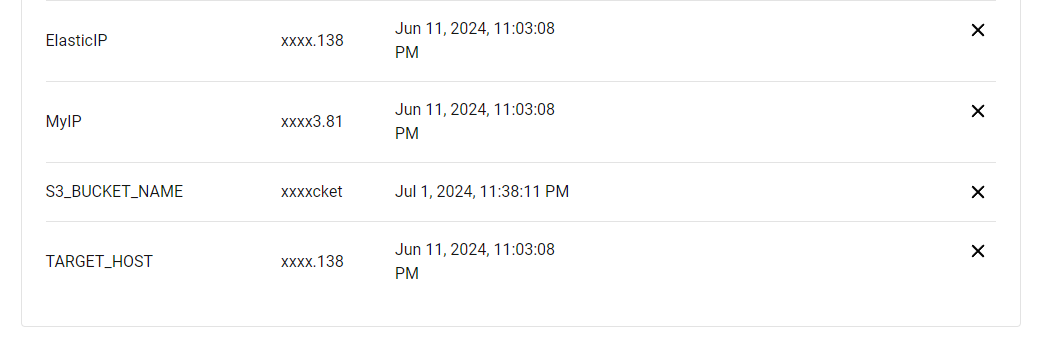 ElasticIP xxxx.138 Jun 11, 2024, 11:03:08
PM
MyIP xxxx3.81 Jun 11, 2024, 11:03:08
PM
S3_BUCKET_NAME xxxxcket Jul 1, 2024, 11:38:11 PM
TARGET_HOST xxxx.138 Jun 11, 2024, 11:03:08
PM